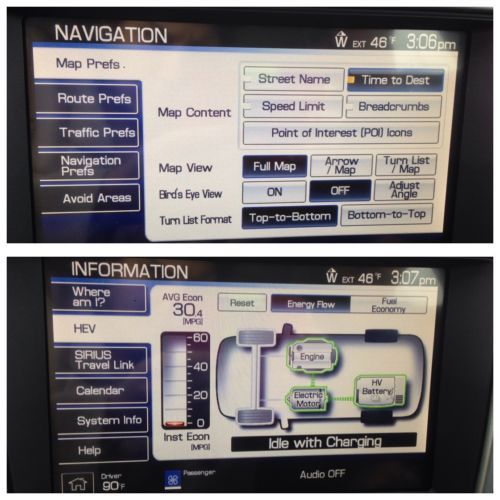 NAVIGATION
W EXT 46 °F 3:06pm
Map Prefs .
Route Prefs
Traffic Prefs
Navigation
Prefs
Avoid Areas
Map Content
Street Name Time to Dest
Speed Limit Breadcrumbs
Point of Interest (POI) Icons
Map View Full Map Arrow
/ Map Turn List
/ Map
Bird's Eye View ON OFF Adjust
Angle
Turn List Format Top-to-Bottom Bottom-to-Top
INFORMATION
W EXT 46 °F 3:07pm
Where
am I?
HEV
SIRIUS
Travel Link
Calendar
System Info
Help
AVG Econ
30.4
[MPG]
60
40
20
0
Inst Econ
[MPG]
Reset Energy Flow Fuel
Economy
Engine
Electric
Motor
HV
Battery
Idle with Charging
Driver
90°F
Passenger
Audio OFF